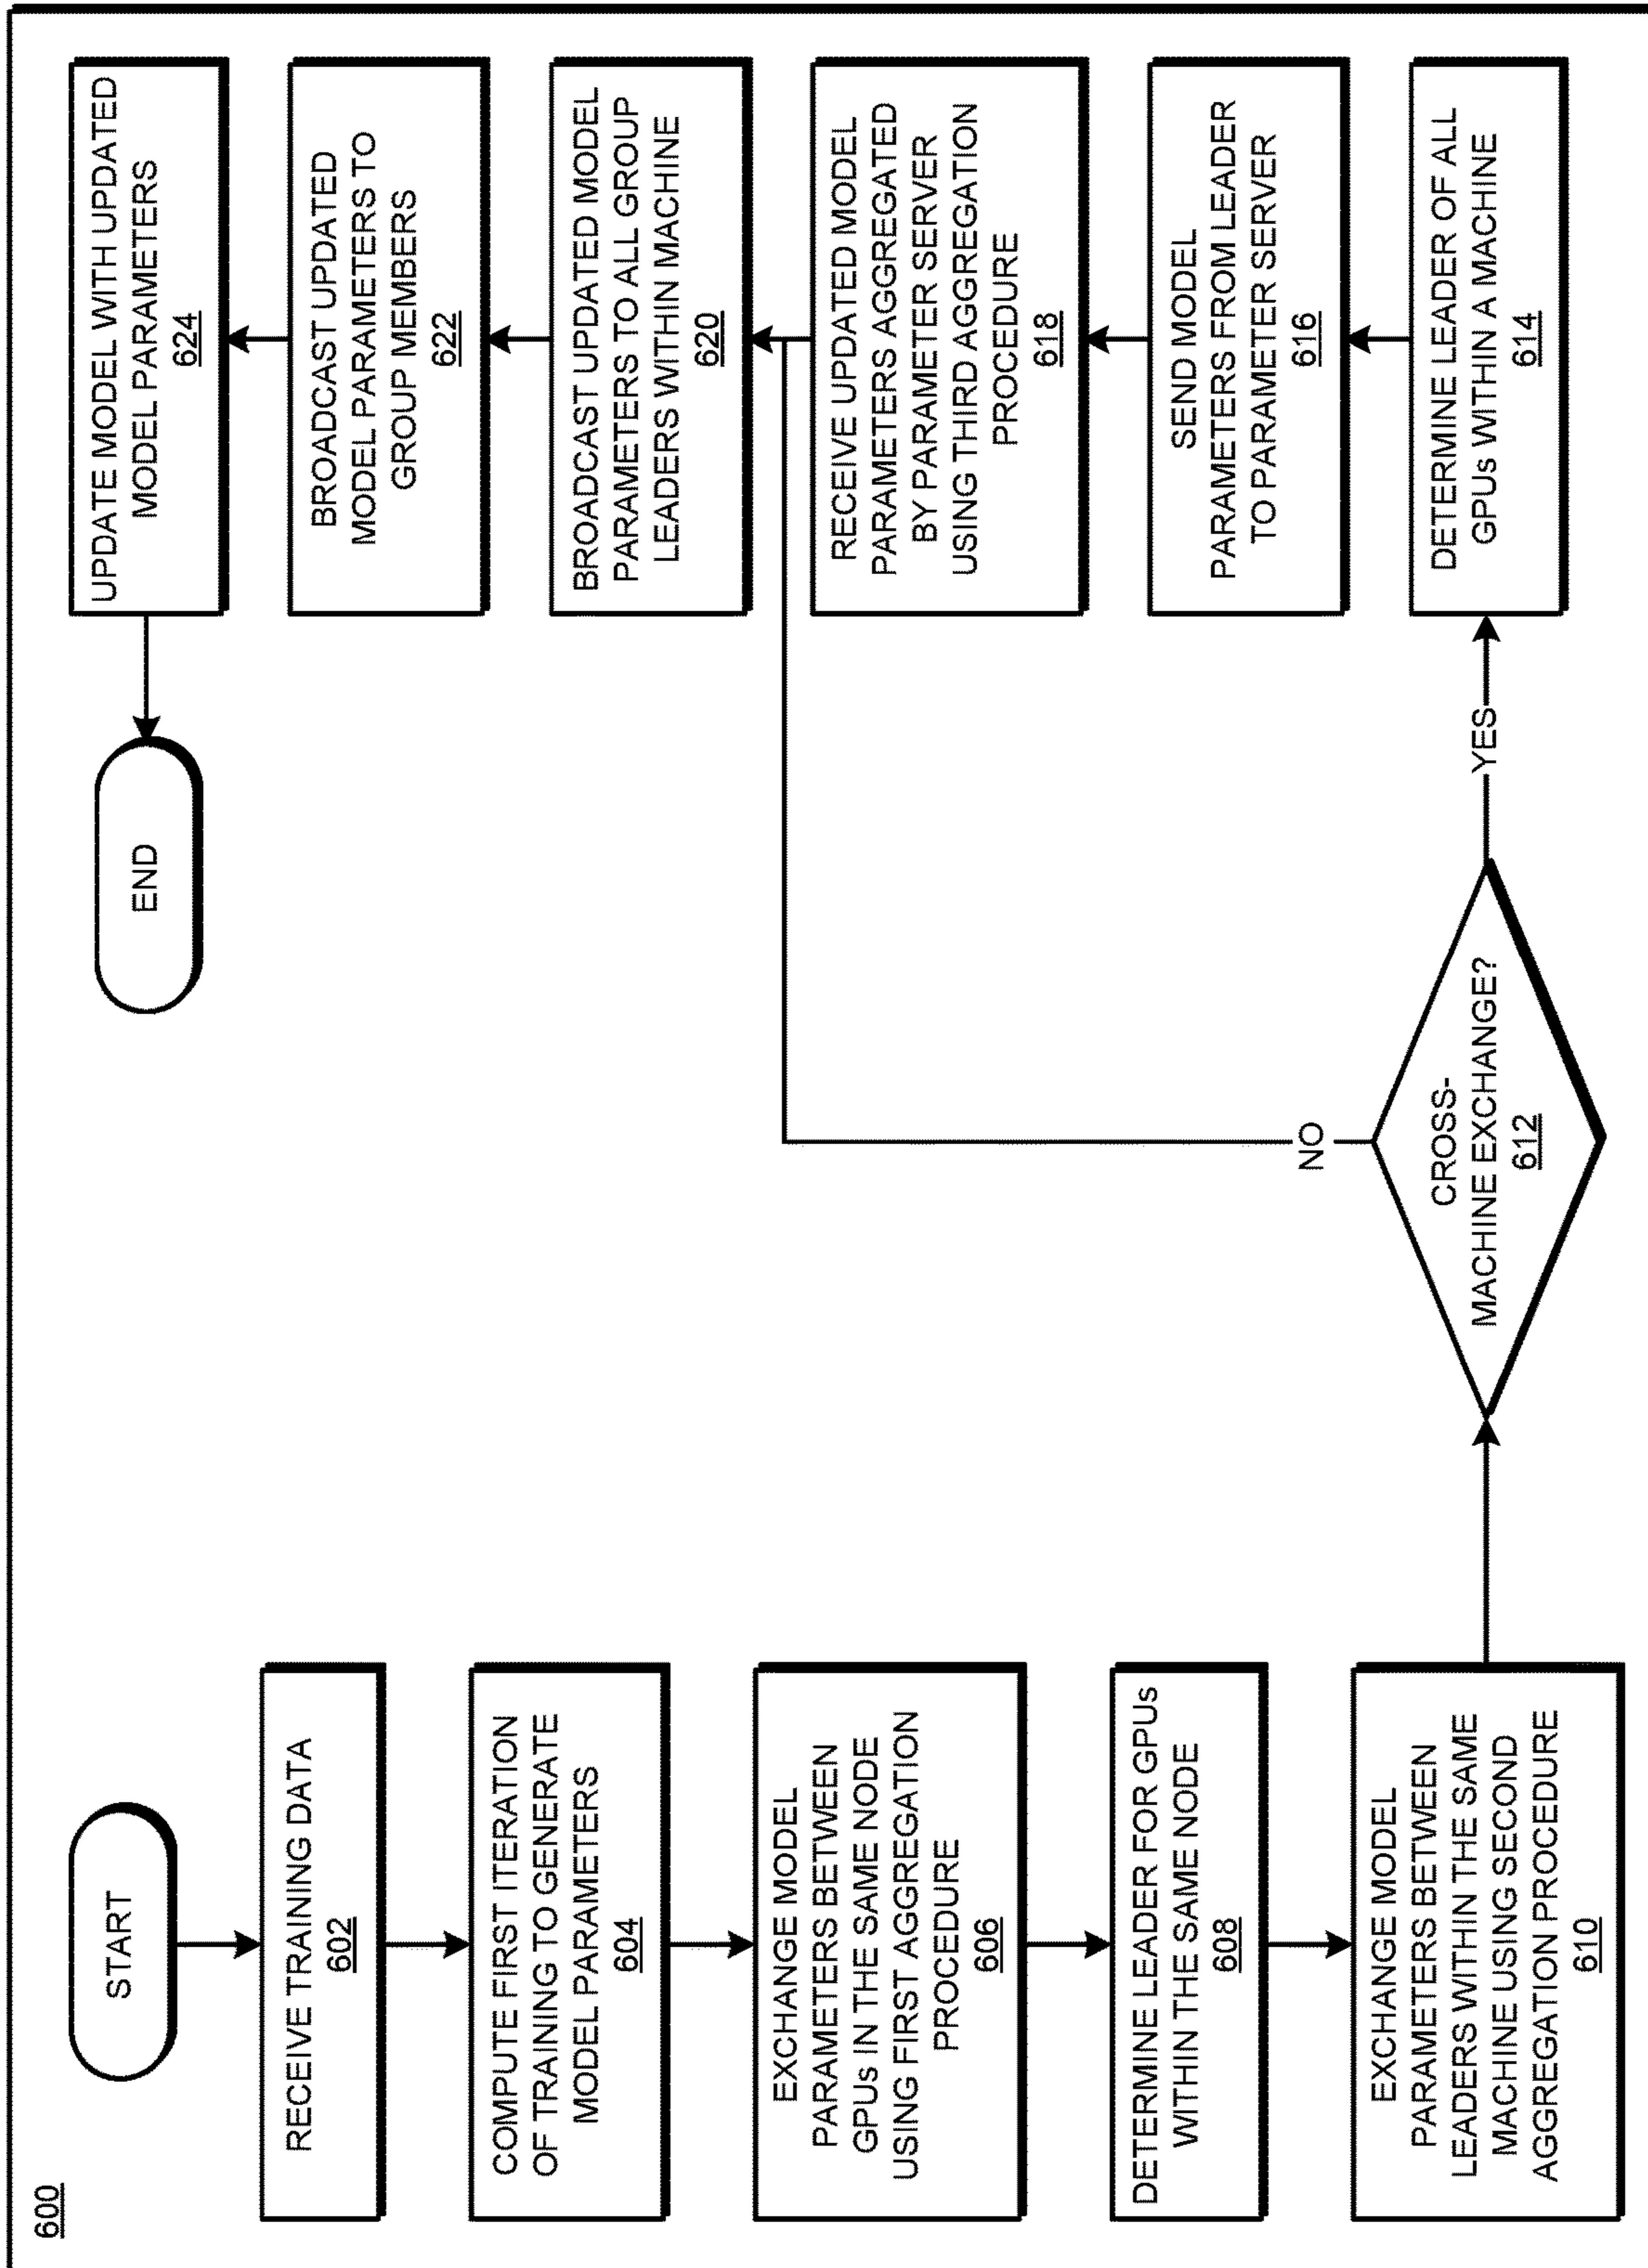 600
START
RECEIVE TRAINING DATA
602
COMPUTE FIRST ITERATION
OF TRAINING TO GENERATE
MODEL PARAMETERS
604
EXCHANGE MODEL
PARAMETERS BETWEEN
GPUs IN THE SAME NODE
USING FIRST AGGREGATION
PROCEDURE
606
DETERMINE LEADER FOR GPUs
WITHIN THE SAME NODE
608
EXCHANGE MODEL
PARAMETERS BETWEEN
LEADERS WITHIN THE SAME
MACHINE USING SECOND
AGGREGATION PROCEDURE
610
CROSS-
MACHINE EXCHANGE?
612
NO
YES
DETERMINE LEADER OF ALL
GPUs WITHIN A MACHINE
614
SEND MODEL
PARAMETERS FROM LEADER
TO PARAMETER SERVER
616
RECEIVE UPDATED MODEL
PARAMETERS AGGREGATED
BY PARAMETER SERVER
USING THIRD AGGREGATION
PROCEDURE
618
BROADCAST UPDATED MODEL
PARAMETERS TO ALL GROUP
LEADERS WITHIN MACHINE
620
BROADCAST UPDATED
MODEL PARAMETERS TO
GROUP MEMBERS
622
UPDATE MODEL WITH UPDATED
MODEL PARAMETERS
624
END